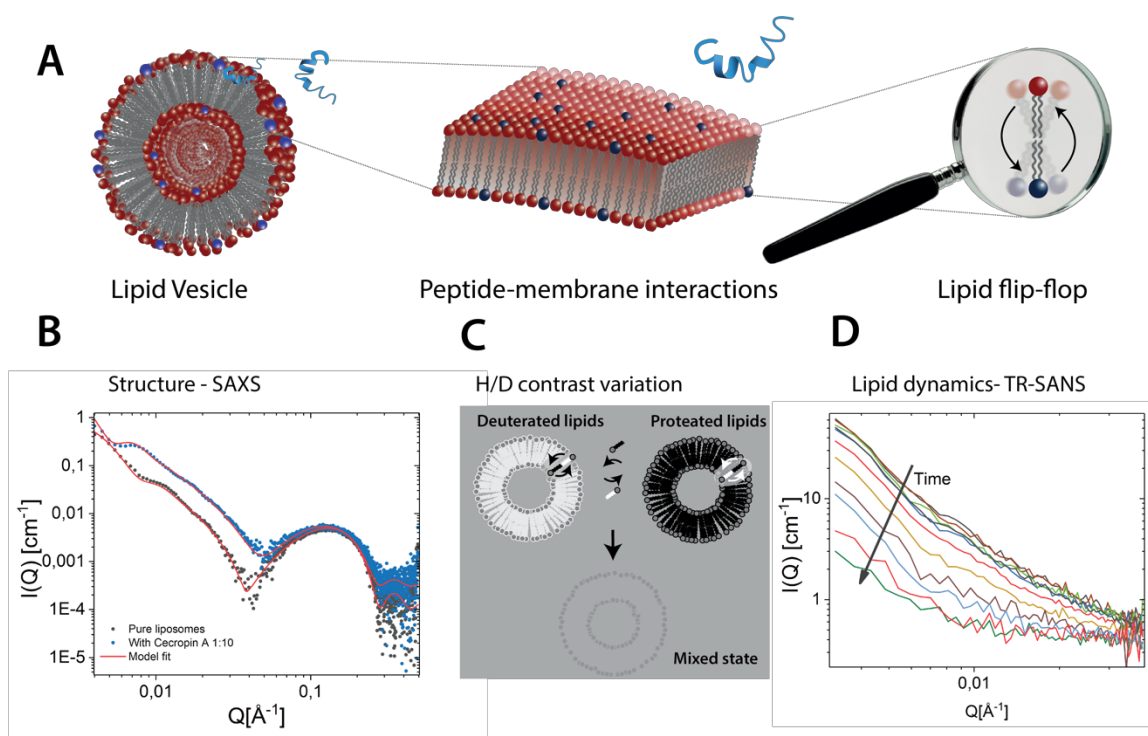 A
Lipid Vesicle
Peptide-membrane interactions
Lipid flip-flop
B
Structure - SAXS
1
0,1
0,01
0,001
1E-4
1E-5
I(Q) [cm⁻¹]
Pure liposomes
With Cecropin A 1:10
Model fit
0,01
0,1
Q[Å⁻¹]
C
H/D contrast variation
Deuterated lipids
Proteated lipids
Mixed state
D
Lipid dynamics- TR-SANS
Time
10
1
I(Q) [cm⁻¹]
0,01
Q[Å⁻¹]